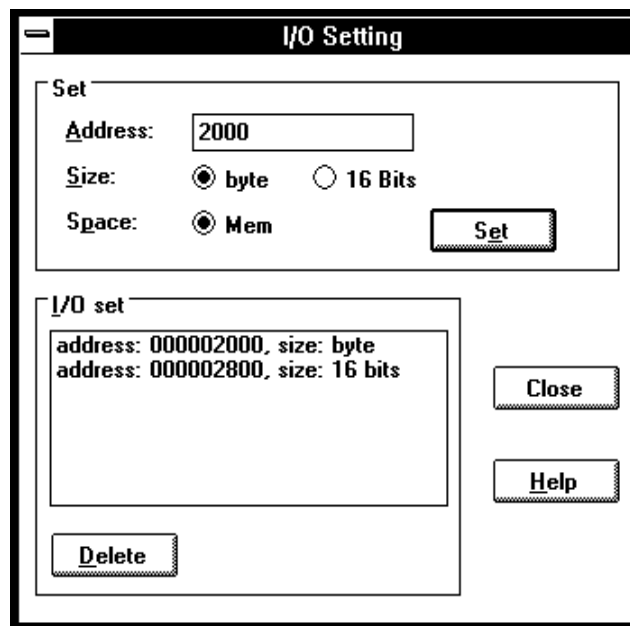 I/O Setting
Set
Address: 2000
Size: byte 16 Bits
Space: Mem
Set
I/O set
address: 000002000, size: byte
address: 000002800, size: 16 bits
Close
Help
Delete